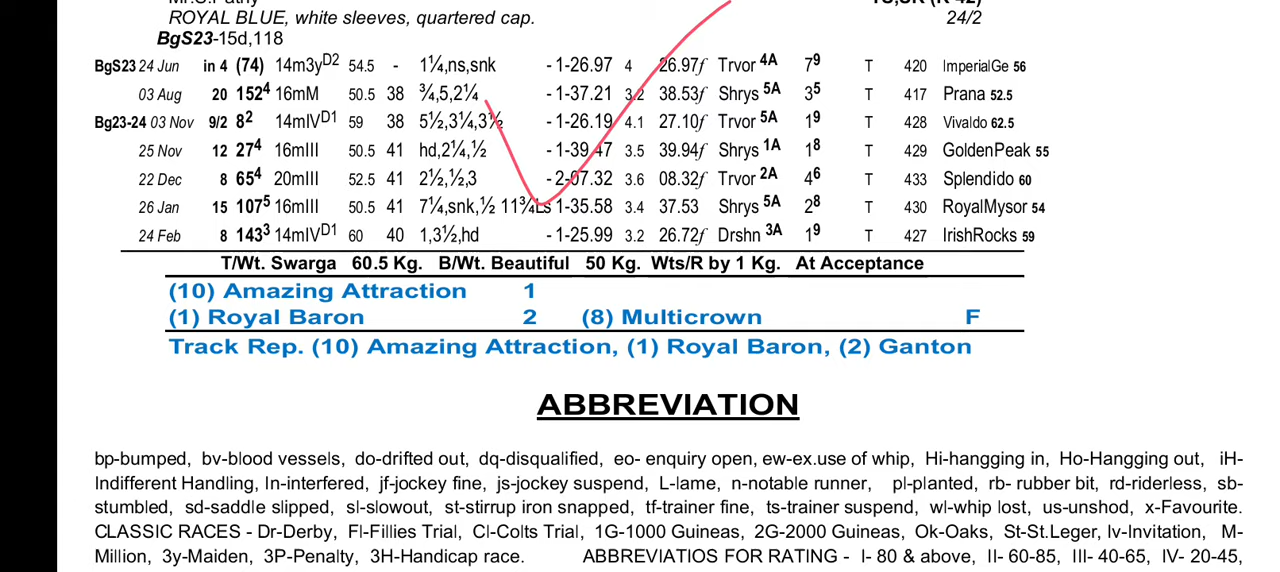 ROYAL BLUE, white sleeves, quartered cap. 24/2
BgS23-15d,118
BgS23 24 Jun in 4 (74) 14m3yD2 54.5 - 1¼,ns,snk - 1-26.97 4 26.97f Trvor 4A 7⁹ T 420 ImperialGe 56
03 Aug 20 152⁴ 16mM 50.5 38 ¾,5,2¼ - 1-37.21 3.2 38.53f Shrys 5A 3⁵ T 417 Prana 52.5
Bg23-24 03 Nov 9/2 8² 14mIVD1 59 38 5½,3¼,3½ - 1-26.19 4.1 27.10f Trvor 5A 1⁹ T 428 Vivaldo 62.5
25 Nov 12 27⁴ 16mIII 50.5 41 hd,2¼,½ - 1-39.47 3.5 39.94f Shrys 1A 1⁸ T 429 GoldenPeak 55
22 Dec 8 65⁴ 20mIII 52.5 41 2½,½,3 - 2-07.32 3.6 08.32f Trvor 2A 4⁶ T 433 Splendido 60
26 Jan 15 107⁵ 16mIII 50.5 41 7¼,snk,½ 11¾Ls 1-35.58 3.4 37.53 Shrys 5A 2⁸ T 430 RoyalMysor 54
24 Feb 8 143³ 14mIVD1 60 40 1,3½,hd - 1-25.99 3.2 26.72f Drshn 3A 1⁹ T 427 IrishRocks 59
T/Wt. Swarga 60.5 Kg. B/Wt. Beautiful 50 Kg. Wts/R by 1 Kg. At Acceptance
(10) Amazing Attraction 1
(1) Royal Baron 2 (8) Multicrown F
Track Rep. (10) Amazing Attraction, (1) Royal Baron, (2) Ganton
ABBREVIATION
bp-bumped, bv-blood vessels, do-drifted out, dq-disqualified, eo- enquiry open, ew-ex.use of whip, Hi-hangging in, Ho-Hangging out, iH-
Indifferent Handling, In-interfered, jf-jockey fine, js-jockey suspend, L-lame, n-notable runner, pl-planted, rb- rubber bit, rd-riderless, sb-
stumbled, sd-saddle slipped, sl-slowout, st-stirrup iron snapped, tf-trainer fine, ts-trainer suspend, wl-whip lost, us-unshod, x-Favourite.
CLASSIC RACES - Dr-Derby, Fl-Fillies Trial, Cl-Colts Trial, 1G-1000 Guineas, 2G-2000 Guineas, Ok-Oaks, St-St.Leger, Iv-Invitation, M-
Million, 3y-Maiden, 3P-Penalty, 3H-Handicap race. ABBREVIATIOS FOR RATING - I- 80 & above, II- 60-85, III- 40-65, IV- 20-45,